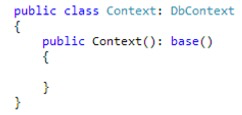 public class Context: DbContext
{
    public Context(): base()
    {
    }
}